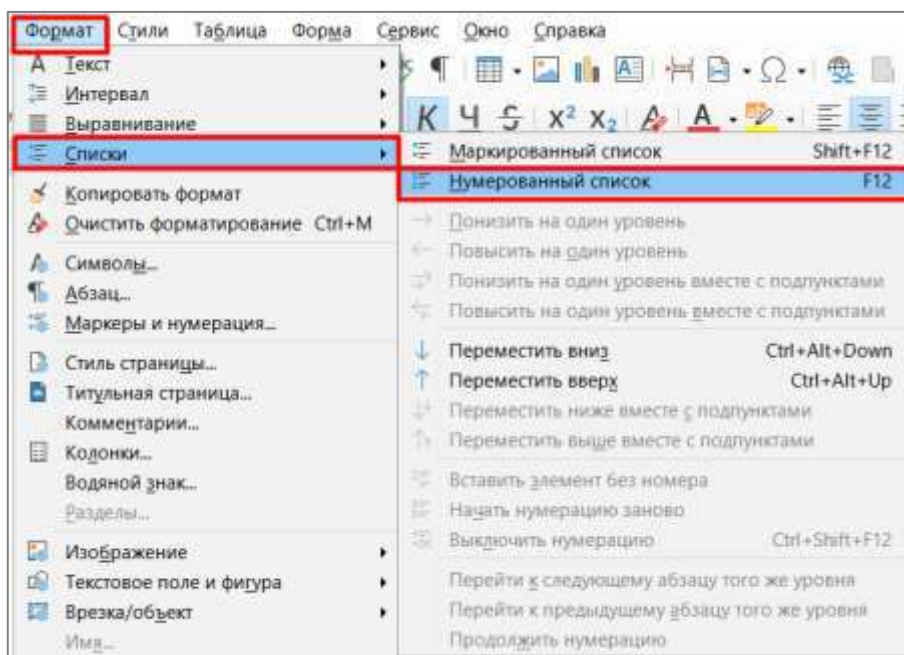 Формат Стили Таблица Форма Сервис Окно Справка
Текст
Интервал
Выравнивание
Списки
Копировать формат
Очистить форматирование Ctrl+M
Символы...
Абзац...
Маркеры и нумерация...
Стиль страницы...
Титульная страница...
Комментарии...
Колонки...
Водяной знак...
Разделы...
Изображение
Текстовое поле и фигура
Врезка/объект
Имя...
К Ч S X² X₂ A A
Маркированный список Shift+F12
Нумерованный список F12
Понизить на один уровень
Повысить на один уровень
Понизить на один уровень вместе с подпунктами
Повысить на один уровень вместе с подпунктами
Переместить вниз Ctrl+Alt+Down
Переместить вверх Ctrl+Alt+Up
Переместить ниже вместе с подпунктами
Переместить выше вместе с подпунктами
Вставить элемент без номера
Начать нумерацию заново
Выключить нумерацию Ctrl+Shift+F12
Перейти к следующему абзацу того же уровня
Перейти к предыдущему абзацу того же уровня
Продолжить нумерацию